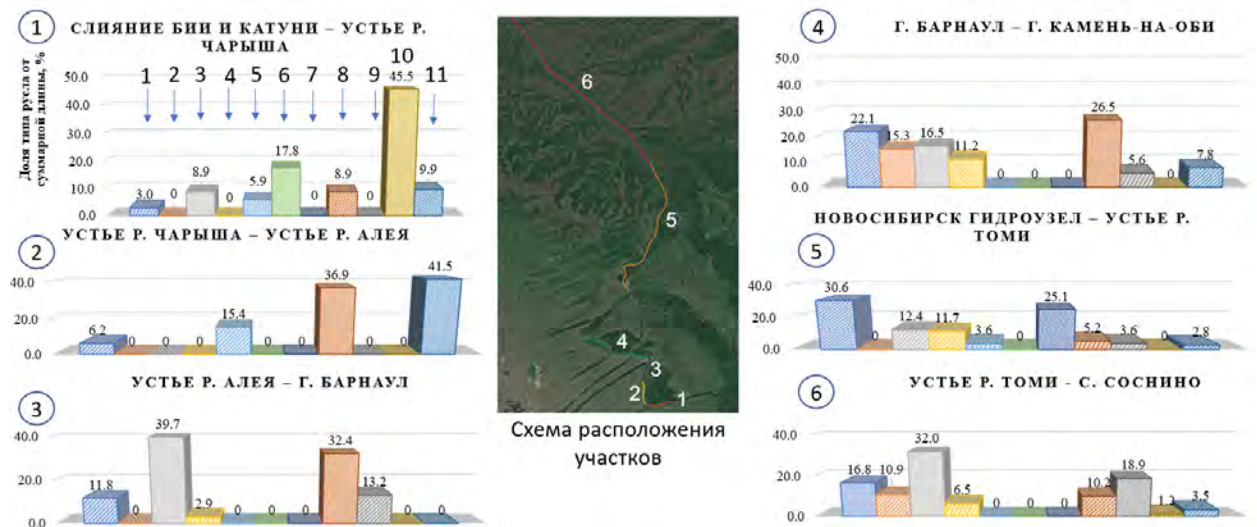 1
СЛИЯНИЕ БИИ И КАТУНИ – УСТЬЕ Р.
ЧАРЫША
Доля типа русла от
суммарной длины, %
50.0
40.0
30.0
20.0
10.0
0.0
1 2 3 4 5 6 7 8 9 10 11
3.0 0 8.9 0 5.9 17.8 0 8.9 0 45.5 9.9
2
УСТЬЕ Р. ЧАРЫША – УСТЬЕ Р. АЛЕЯ
40.0
20.0
0.0
6.2 0 0 0 15.4 0 0 36.9 0 0 41.5
3
УСТЬЕ Р. АЛЕЯ – Г. БАРНАУЛ
40.0
20.0
0.0
11.8 0 39.7 2.9 0 0 0 32.4 13.2 0 0
6
5
4
3
2
1
Схема расположения
участков
4
Г. БАРНАУЛ – Г. КАМЕНЬ-НА-ОБИ
40.0
30.0
20.0
10.0
0.0
22.1 15.3 16.5 11.2 0 0 0 26.5 5.6 0 7.8
НОВОСИБИРСК ГИДРОУЗЕЛ – УСТЬЕ Р.
ТОМИ
5
40.0
20.0
0.0
30.6 0 12.4 11.7 3.6 0 25.1 5.2 3.6 0 2.8
6
УСТЬЕ Р. ТОМИ - С. СОСНИНО
40.0
20.0
0.0
16.8 10.9 32.0 6.5 0 0 0 10.2 18.9 1.2 3.5